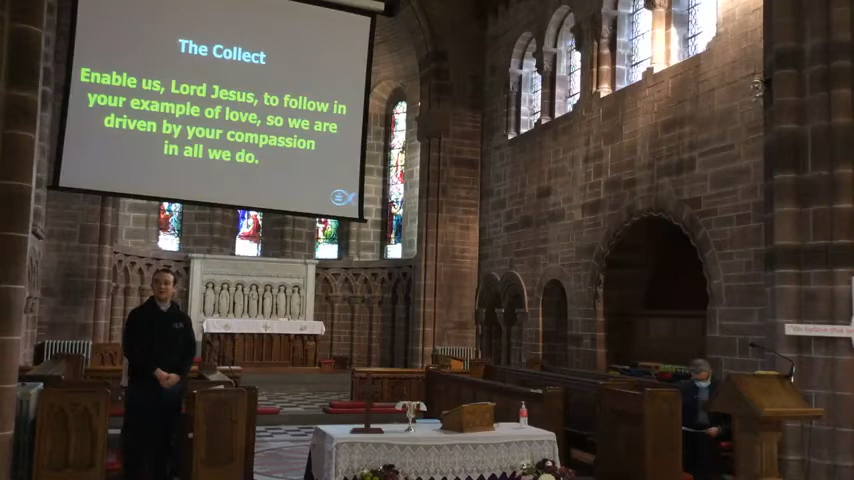 The Collect
Enable us, Lord Jesus, to follow in
your example of love, so we are
driven by your compassion
in all we do.